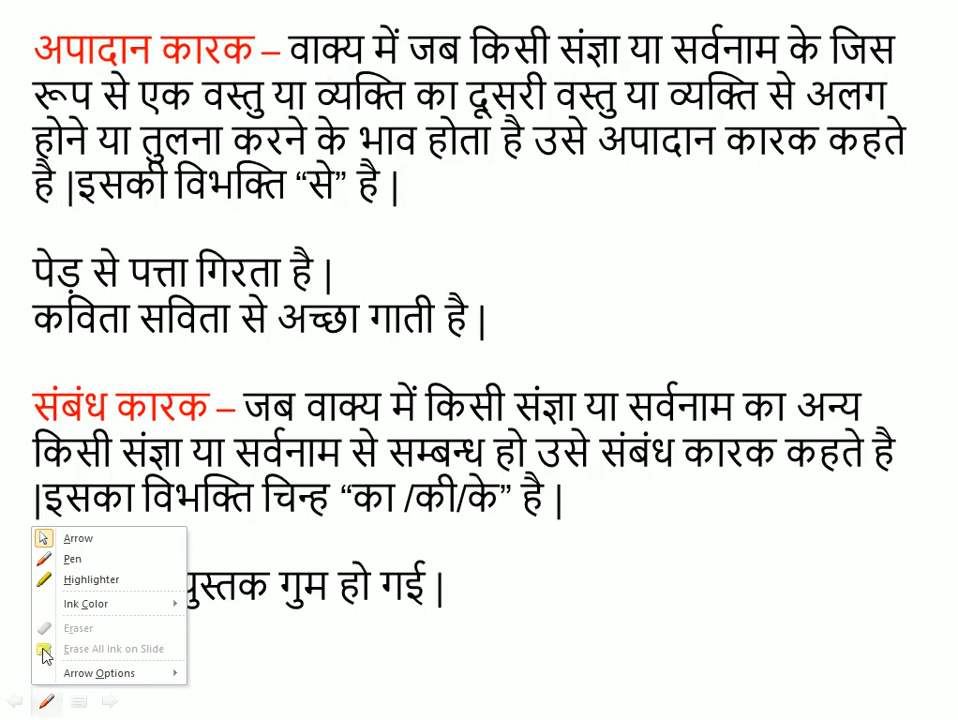 अपादान कारक – वाक्य में जब किसी संज्ञा या सर्वनाम के जिस
रूप से एक वस्तु या व्यक्ति का दूसरी वस्तु या व्यक्ति से अलग
होने या तुलना करने के भाव होता है उसे अपादान कारक कहते
है |इसकी विभक्ति “से” है |
पेड़ से पत्ता गिरता है |
कविता सविता से अच्छा गाती है |
संबंध कारक – जब वाक्य में किसी संज्ञा या सर्वनाम का अन्य
किसी संज्ञा या सर्वनाम से सम्बन्ध हो उसे संबंध कारक कहते है
|इसका विभक्ति चिन्ह “का /की/के” है |
पुस्तक गुम हो गई |
Arrow
Pen
Highlighter
Ink Color
Eraser
Erase All Ink on Slide
Arrow Options